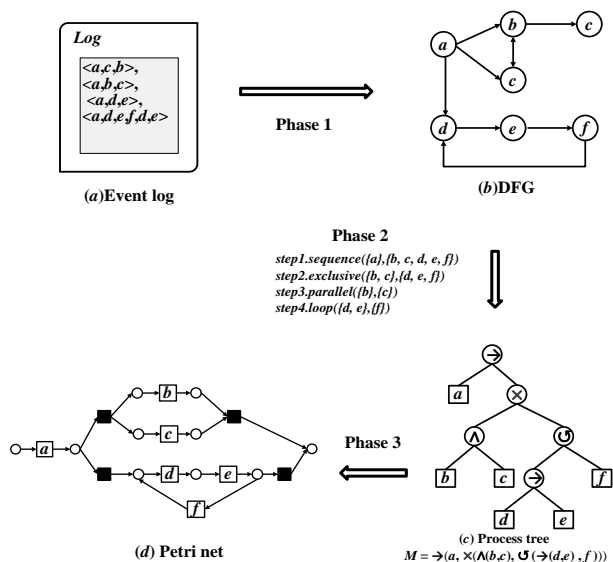 Log
<a,c,b>,
<a,b,c>,
<a,d,e>,
<a,d,e,f,d,e>
(a)Event log
Phase 1
a
b
c
c
d
e
f
(b)DFG
Phase 2
step1.sequence({a},{b, c, d, e, f})
step2.exclusive({b, c},{d, e, f})
step3.parallel({b},{c})
step4.loop({d, e},{f})
→
a
×
∧
↺
b
c
→
f
d
e
(c) Process tree
M = →(a, ×(∧(b,c), ↺(→(d,e) ,f )))
Phase 3
a
b
c
d
e
f
(d) Petri net